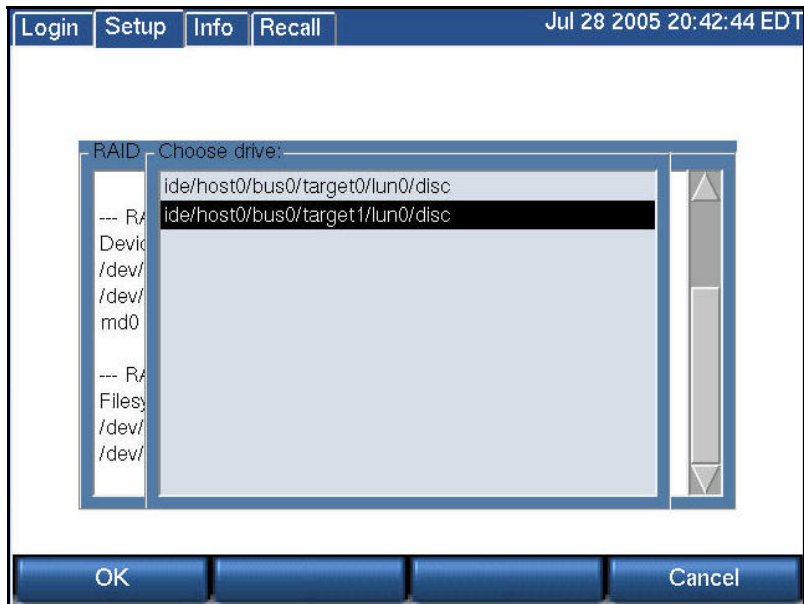 Login Setup Info Recall Jul 28 2005 20:42:44 EDT
RAID Choose drive:
ide/host0/bus0/target0/lun0/disc
--- RA ide/host0/bus0/target1/lun0/disc
Devic
/dev/
/dev/
md0
--- RA
Filesy
/dev/
/dev/
OK Cancel